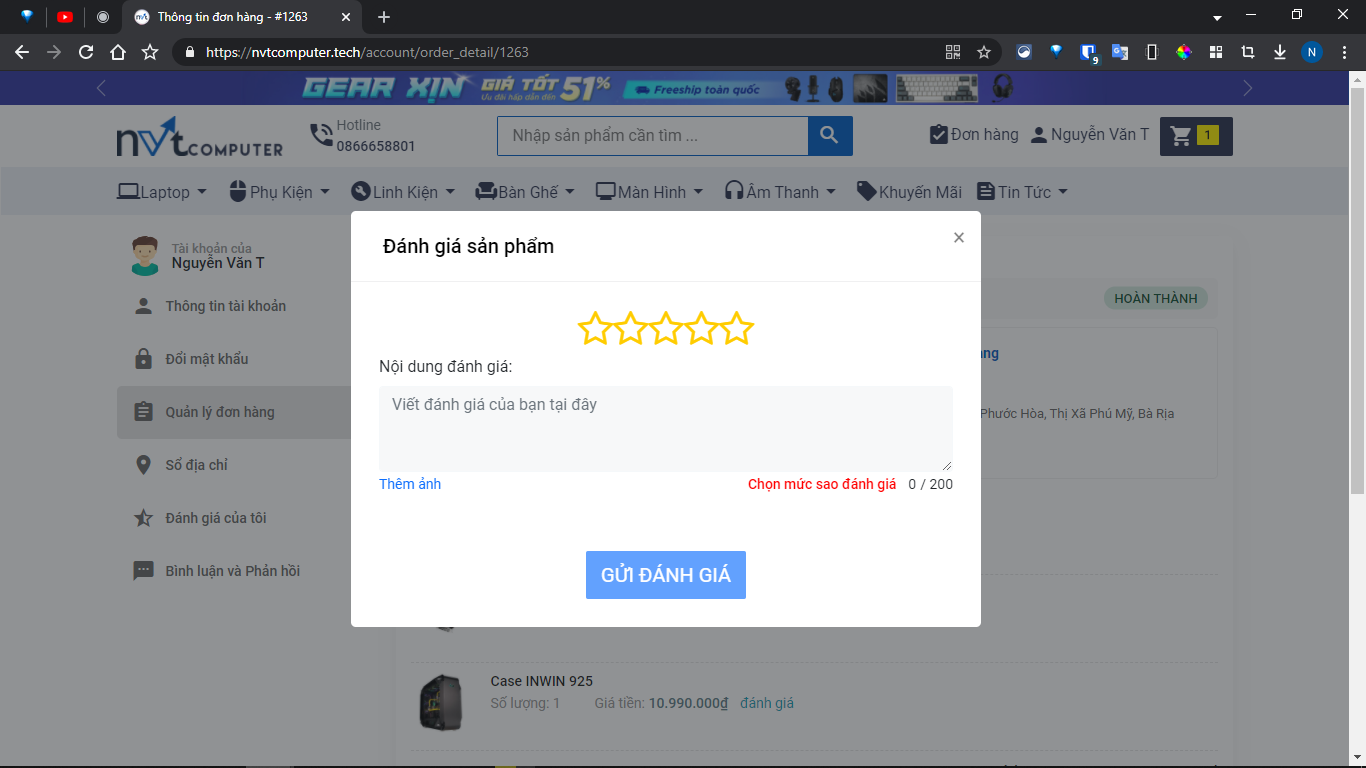 Thông tin đơn hàng - #1263
https://nvtcomputer.tech/account/order_detail/1263
9
N
GEAR XỊN GIÁ TỐT 51% Freeship toàn quốc
Ưu đãi hấp dẫn đến
nvt COMPUTER
Hotline
0866658801
Nhập sản phẩm cần tìm ...
Đơn hàng
Nguyễn Văn T
1
Laptop
Phụ Kiện
Linh Kiện
Bàn Ghế
Màn Hình
Âm Thanh
Khuyến Mãi
Tin Tức
Tài khoản của
Nguyễn Văn T
Thông tin tài khoản
Đổi mật khẩu
Quản lý đơn hàng
Sổ địa chỉ
Đánh giá của tôi
Bình luận và Phản hồi
Đánh giá sản phẩm
×
Nội dung đánh giá:
Viết đánh giá của bạn tại đây
Thêm ảnh
Chọn mức sao đánh giá 0 / 200
GỬI ĐÁNH GIÁ
HOÀN THÀNH
Phước Hòa, Thị Xã Phú Mỹ, Bà Rịa
Case INWIN 925
Số lượng: 1 Giá tiền: 10.990.000₫ đánh giá